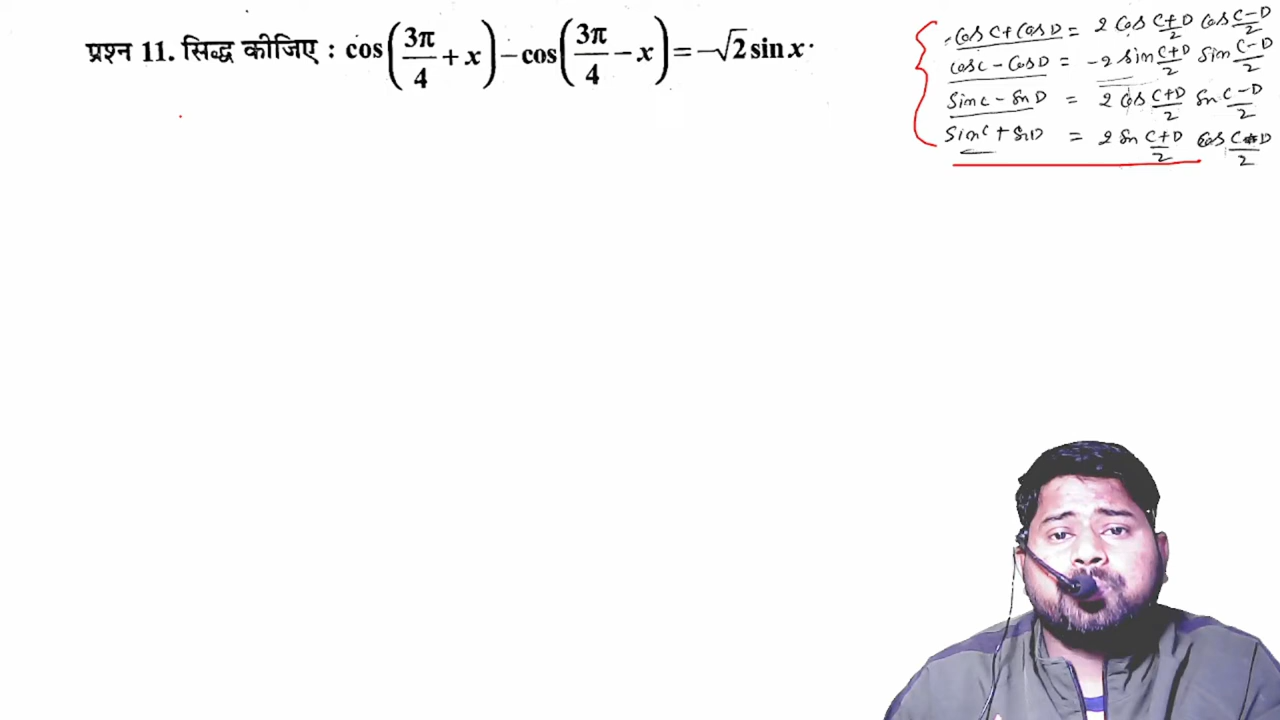 प्रश्न 11. सिद्ध कीजिए : cos(3π/4 + x) − cos(3π/4 − x) = −√2 sin x·
cos C + cos D = 2 cos C+D/2 cos C−D/2
cos C − cos D = −2 sin C+D/2 sin C−D/2
sin C − sin D = 2 cos C+D/2 sin C−D/2
sin C + sin D = 2 sin C+D/2 cos C−D/2